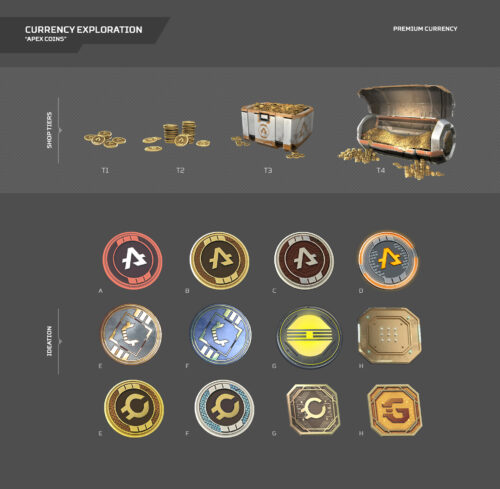 CURRENCY EXPLORATION
"APEX COINS"
PREMIUM CURRENCY
SHOP TIERS
T1
T2
T3
T4
IDEATION
A
B
C
D
E
F
G
H
E
F
G
H